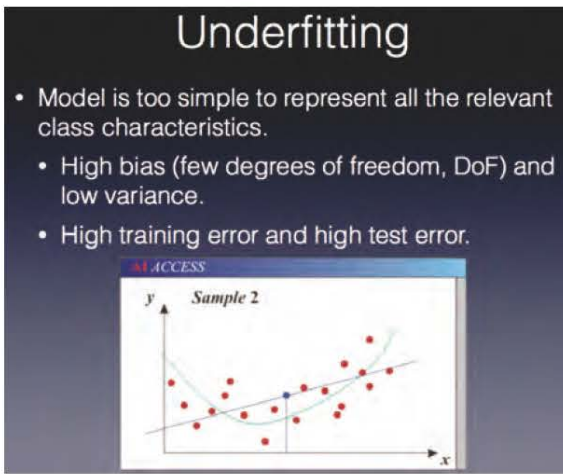 Underfitting
• Model is too simple to represent all the relevant
class characteristics.
• High bias (few degrees of freedom, DoF) and
low variance.
• High training error and high test error.
ACCESS
y Sample 2
x